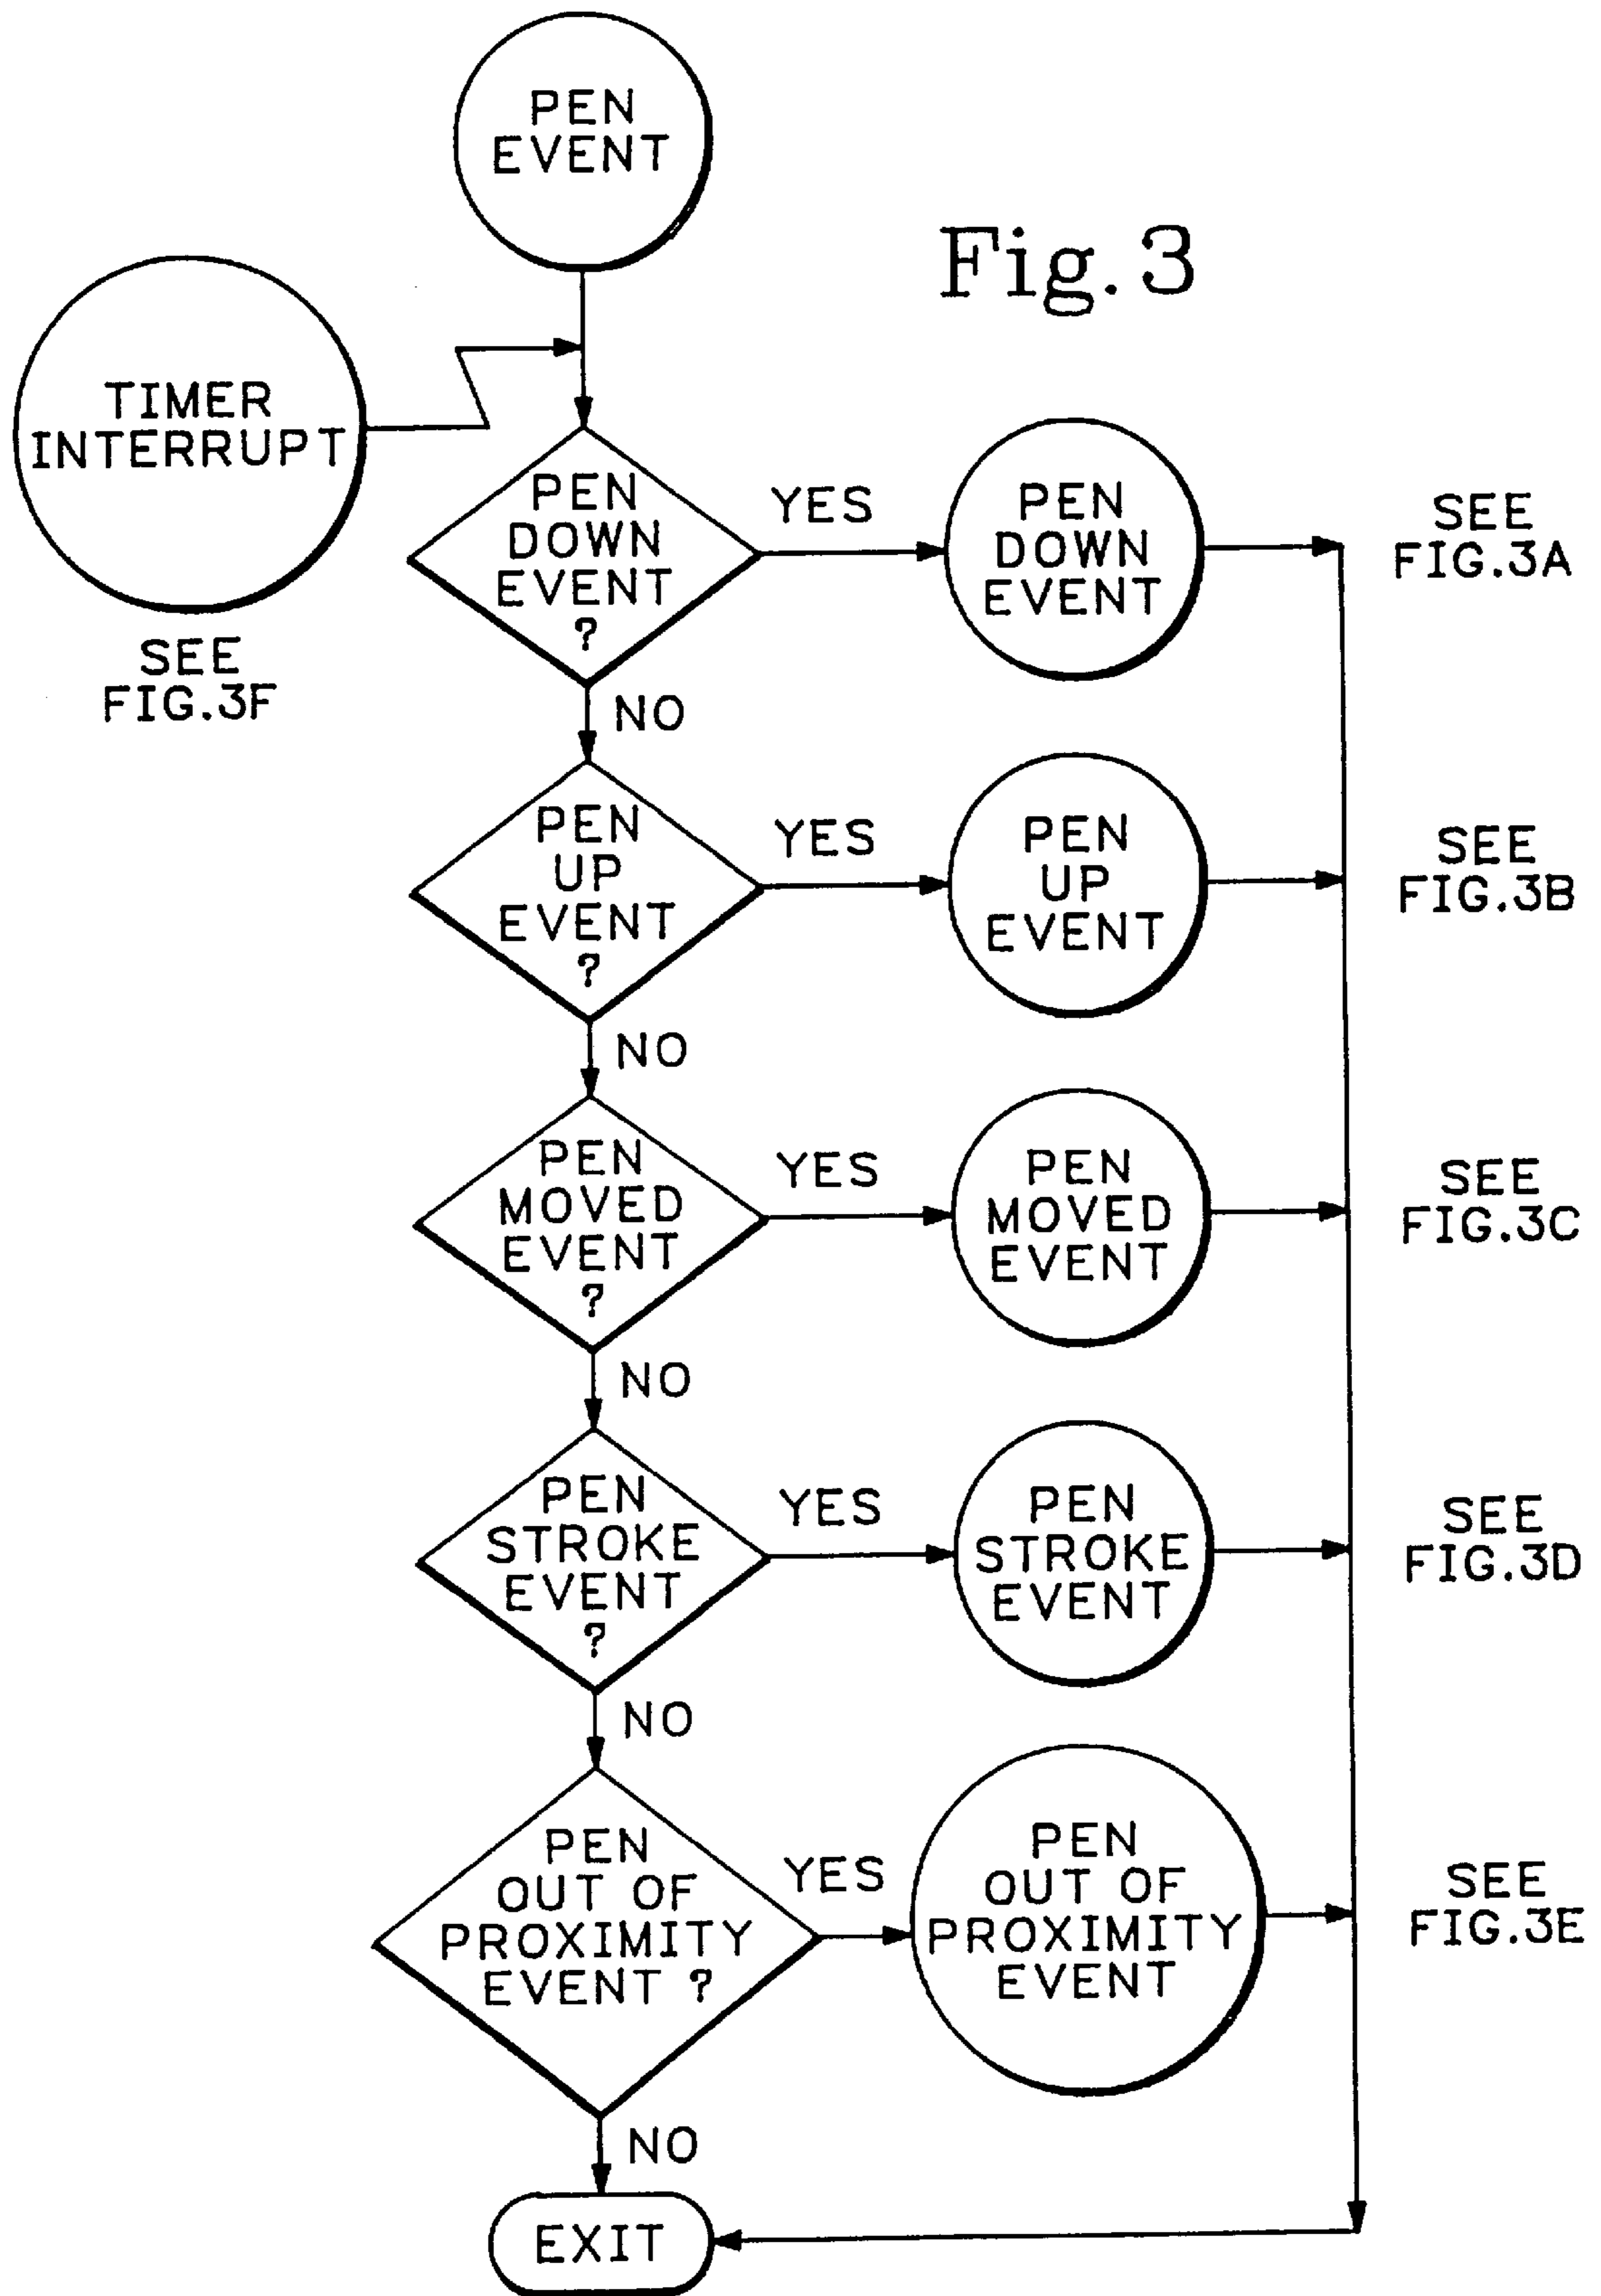 PEN
EVENT
Fig. 3
TIMER
INTERRUPT
SEE
FIG.3F
PEN
DOWN
EVENT
?
YES
PEN
DOWN
EVENT
SEE
FIG.3A
NO
PEN
UP
EVENT
?
YES
PEN
UP
EVENT
SEE
FIG.3B
NO
PEN
MOVED
EVENT
?
YES
PEN
MOVED
EVENT
SEE
FIG.3C
NO
PEN
STROKE
EVENT
?
YES
PEN
STROKE
EVENT
SEE
FIG.3D
NO
PEN
OUT OF
PROXIMITY
EVENT ?
YES
PEN
OUT OF
PROXIMITY
EVENT
SEE
FIG.3E
NO
EXIT